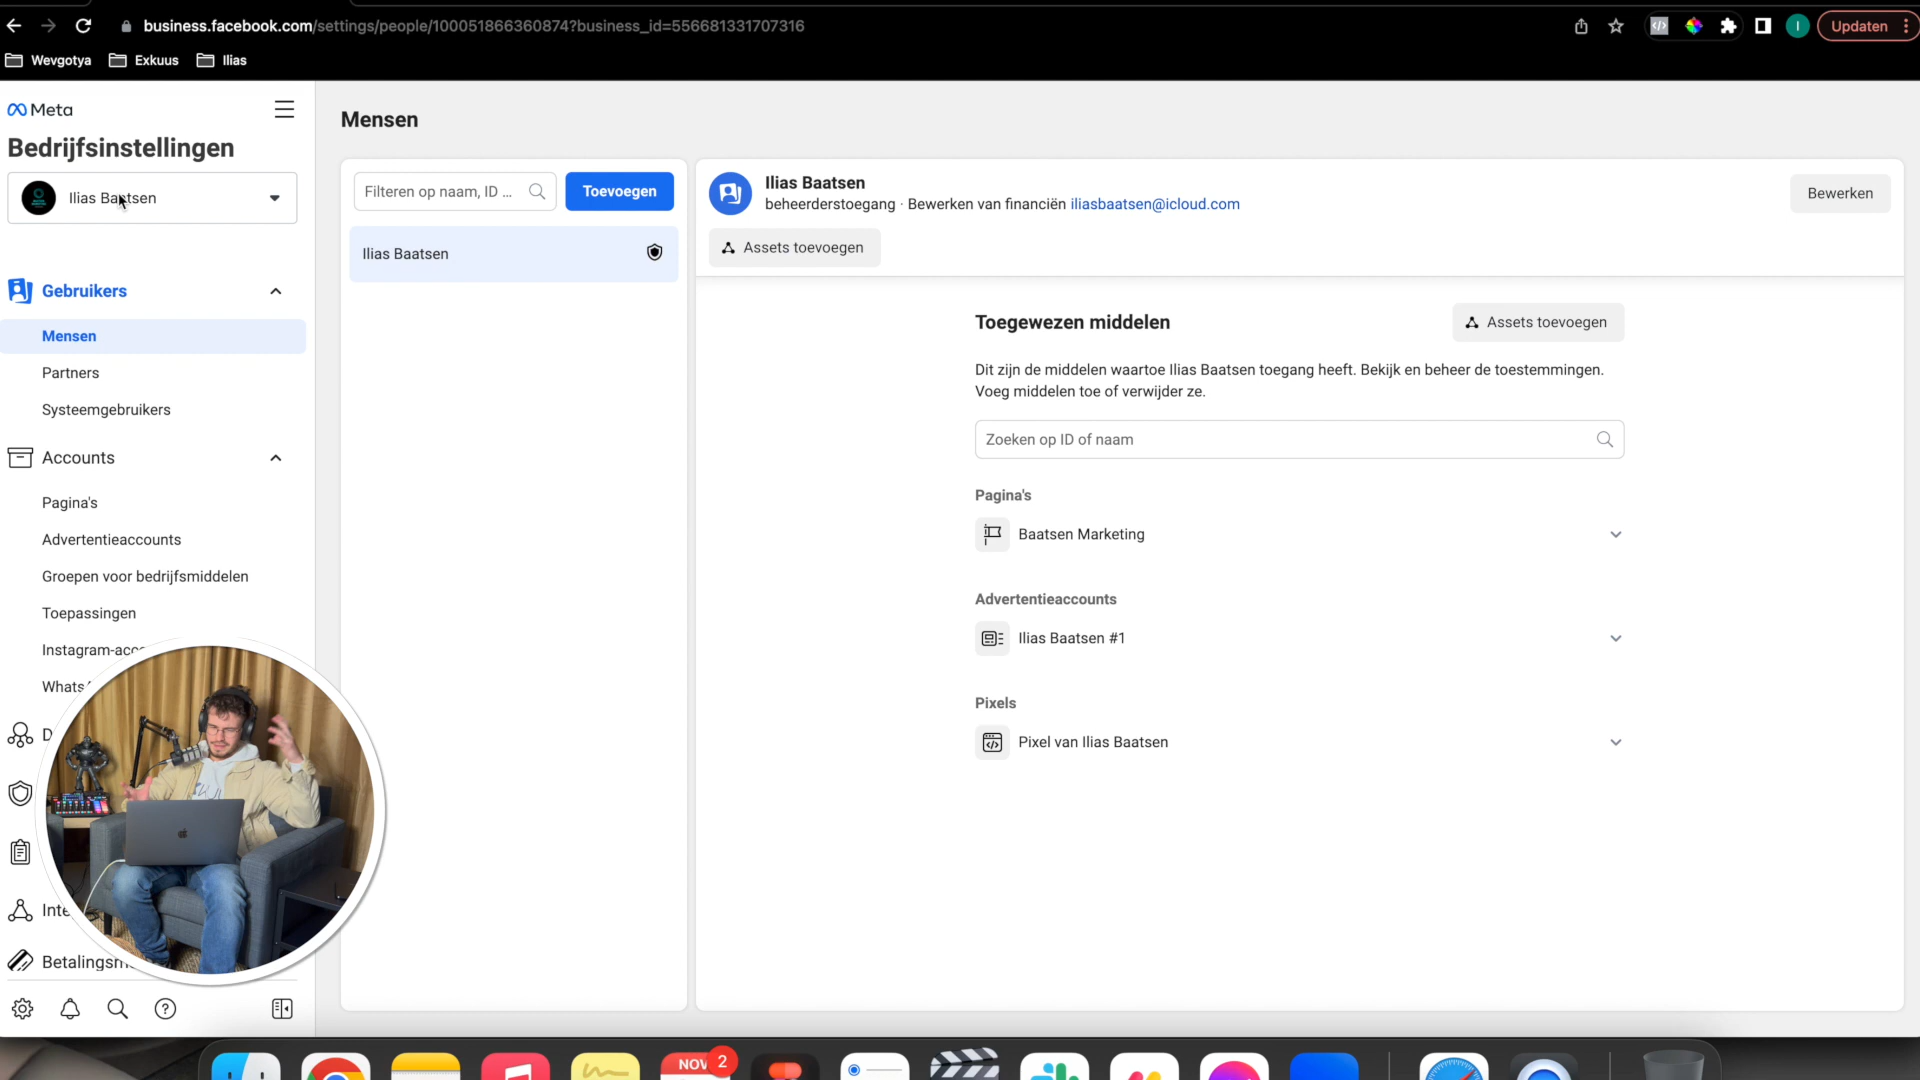 business.facebook.com/settings/people/100051866360874?business_id=556681331707316
Updaten
Wevgotya
Exkuus
Ilias
Meta
Bedrijfsinstellingen
Ilias Baatsen
Gebruikers
Mensen
Partners
Systeemgebruikers
Accounts
Pagina's
Advertentieaccounts
Groepen voor bedrijfsmiddelen
Toepassingen
Mensen
Filteren op naam, ID ...
Toevoegen
Ilias Baatsen
Ilias Baatsen
beheerderstoegang · Bewerken van financiën iliasbaatsen@icloud.com
Bewerken
Assets toevoegen
Toegewezen middelen
Assets toevoegen
Dit zijn de middelen waartoe Ilias Baatsen toegang heeft. Bekijk en beheer de toestemmingen.
Voeg middelen toe of verwijder ze.
Zoeken op ID of naam
Pagina's
Baatsen Marketing
Advertentieaccounts
Ilias Baatsen #1
Pixels
Pixel van Ilias Baatsen
NOV
2